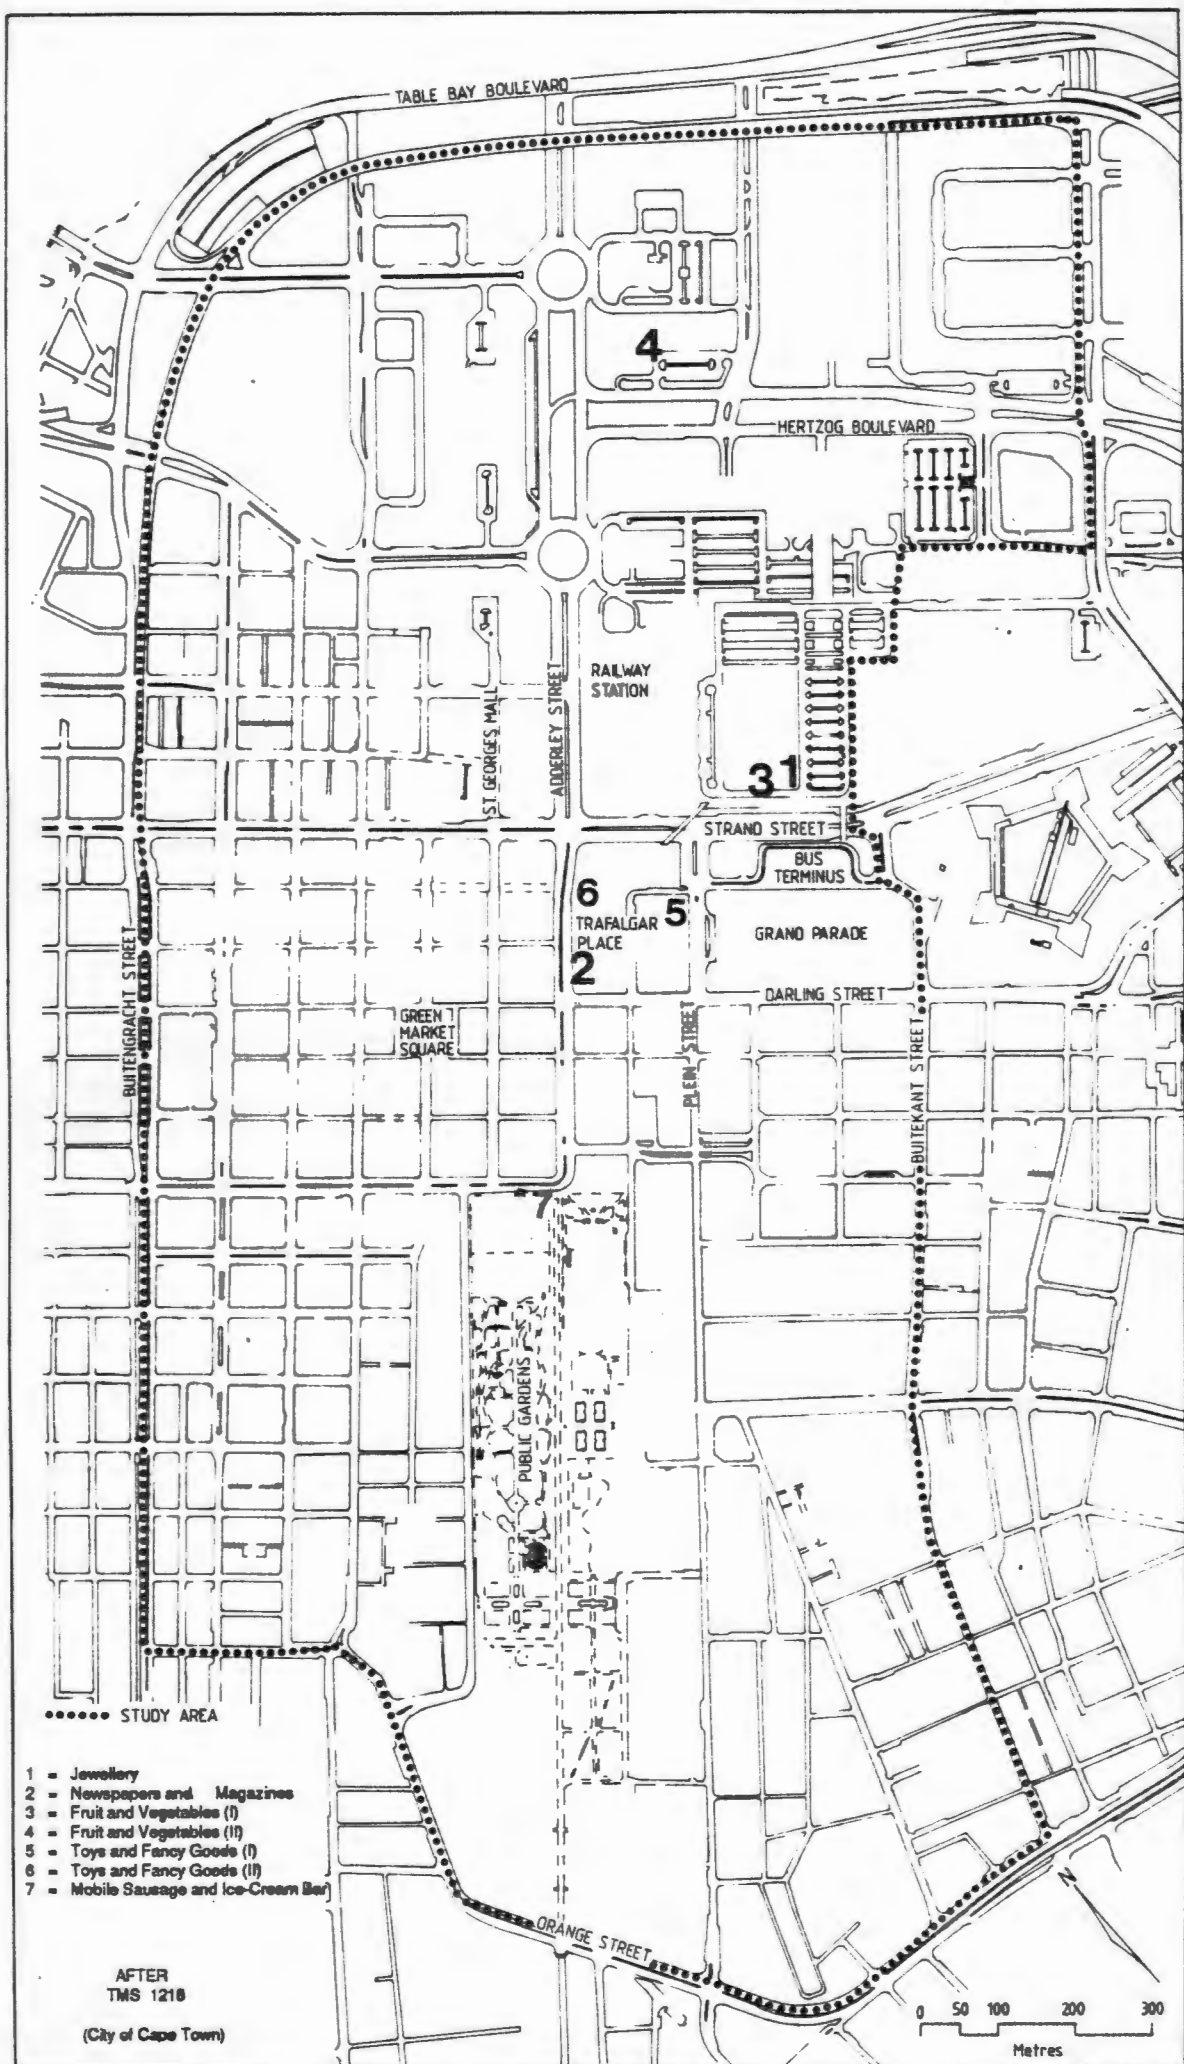 TABLE BAY BOULEVARD
4
HERTZOG BOULEVARD
RAILWAY
STATION
ST. GEORGES MALL
ADDERLEY STREET
3 1
STRAND STREET
BUS
TERMINUS
6
TRAFALGAR
PLACE
5
2
GRAND PARADE
BUITENGRACHT STREET
DARLING STREET
GREEN
MARKET
SQUARE
PLEIN STREET
BUITEKANT STREET
7
PUBLIC GARDENS
STUDY AREA
1 = Jewellery
2 = Newspapers and Magazines
3 = Fruit and Vegetables (I)
4 = Fruit and Vegetables (II)
5 = Toys and Fancy Goods (I)
6 = Toys and Fancy Goods (II)
7 = Mobile Sausage and Ice-Cream Bar
ORANGE STREET
N
AFTER
TMS 1218
(City of Cape Town)
0 50 100 200 300
Metres